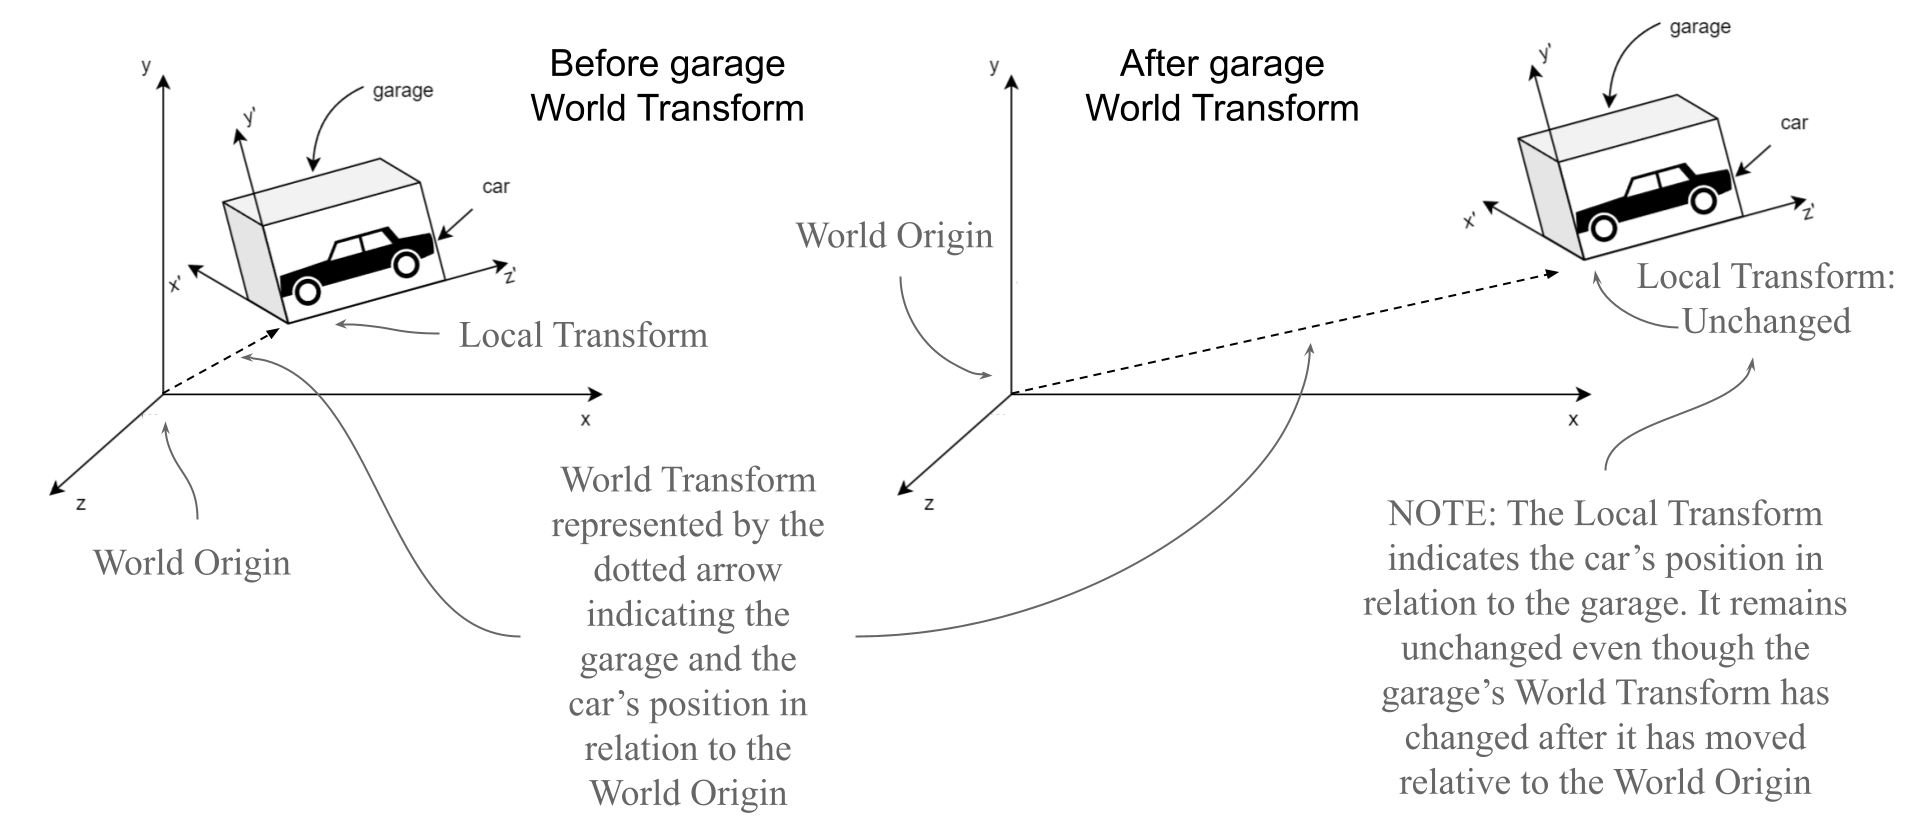 Before garage
World Transform
y
garage
y'
car
x'
z'
Local Transform
x
z
World Origin
World Transform
represented by the
dotted arrow
indicating the
garage and the
car’s position in
relation to the
World Origin
After garage
World Transform
y
garage
y'
car
World Origin
x'
z'
Local Transform:
Unchanged
x
z
NOTE: The Local Transform
indicates the car’s position in
relation to the garage. It remains
unchanged even though the
garage’s World Transform has
changed after it has moved
relative to the World Origin